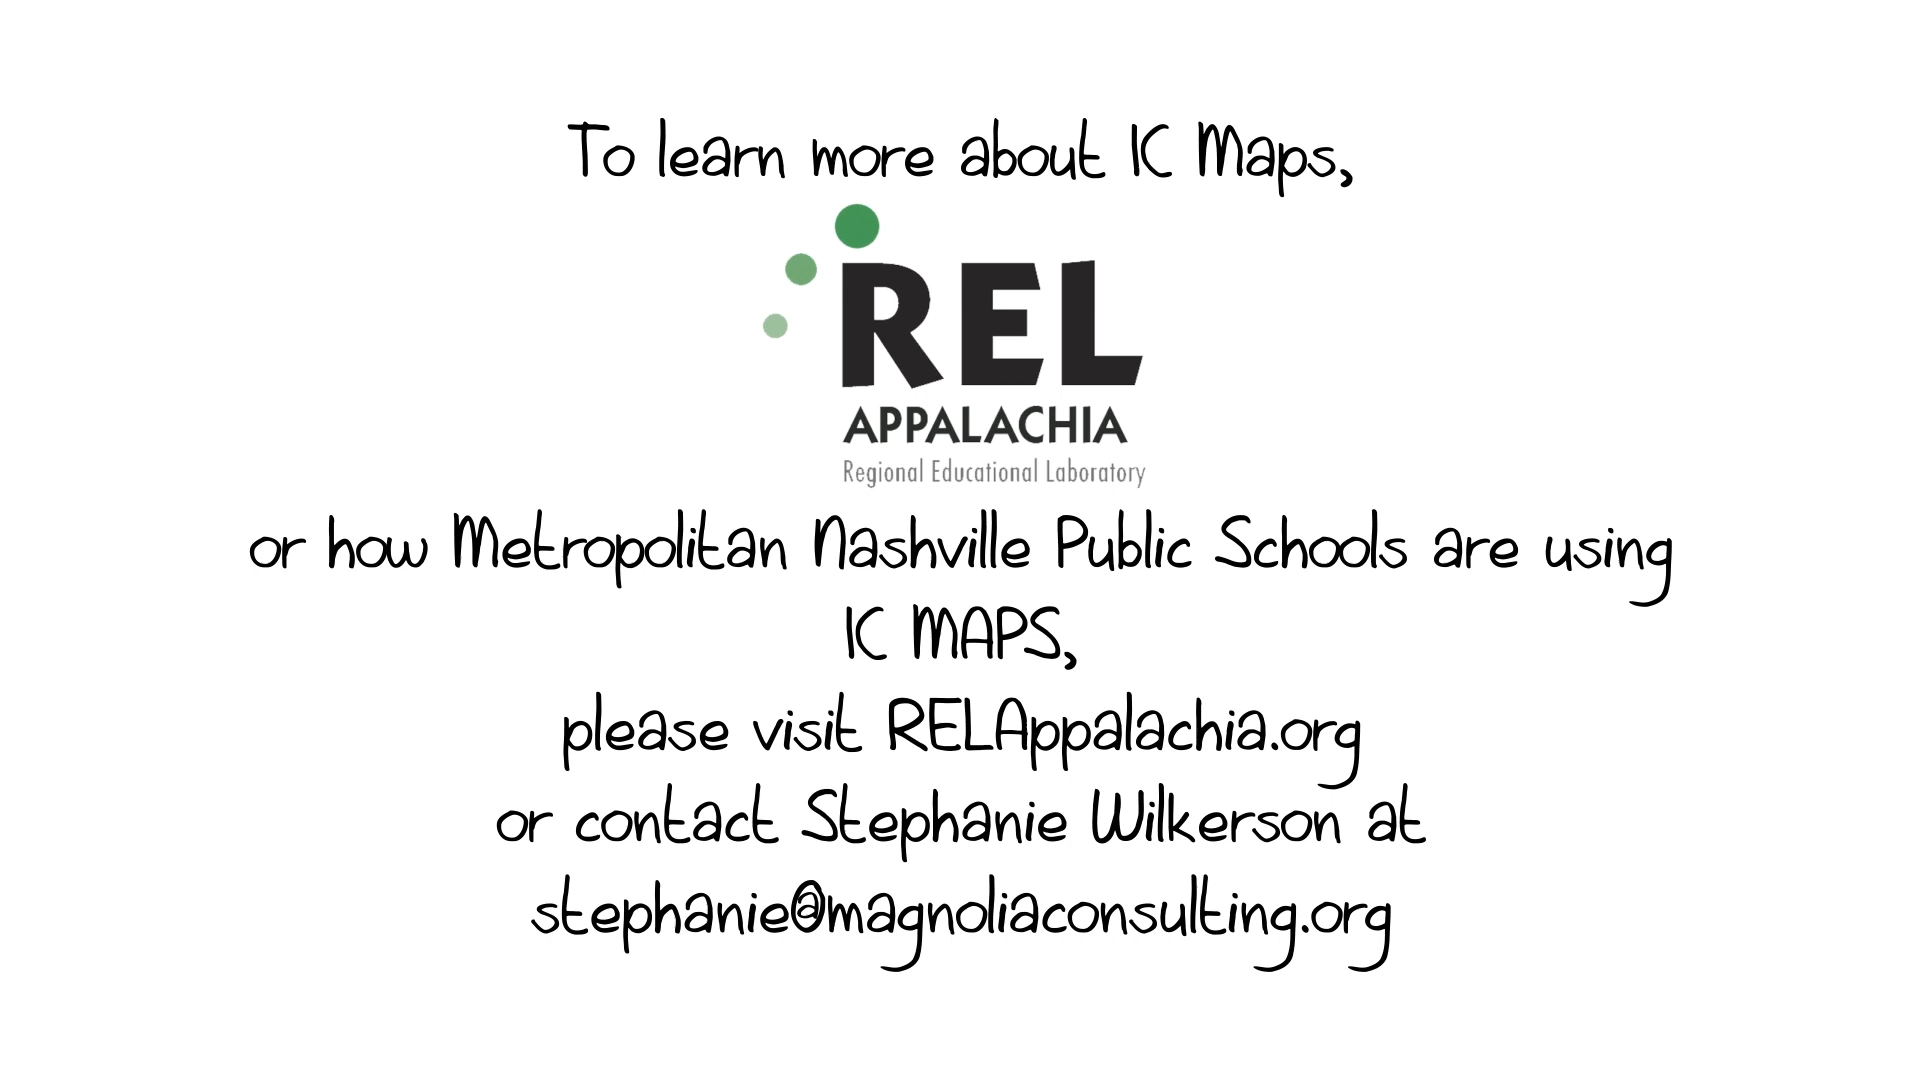 To learn more about IC Maps,
REL
APPALACHIA
Regional Educational Laboratory
or how Metropolitan Nashville Public Schools are using
IC MAPS,
please visit RELAppalachia.org
or contact Stephanie Wilkerson at
stephanie@magnoliaconsulting.org